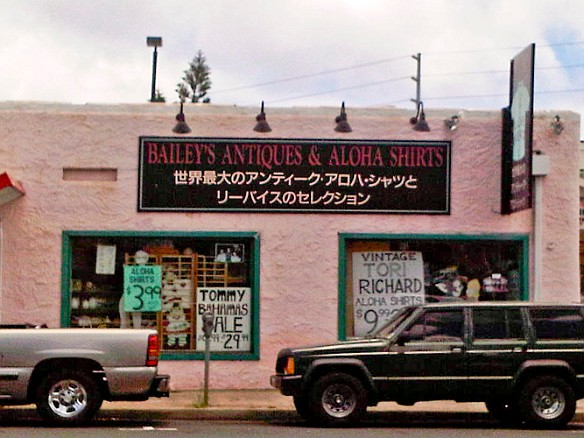 BAILEY'S ANTIQUES & ALOHA SHIRTS
世界最大のアンティーク・アロハ・シャツと
リーバイスのセレクション
ALOHA
SHIRTS
$3.99
TOMMY
BAHAMAS
SALE
29.99
VINTAGE
TORI
RICHARD
ALOHA SHIRTS
$9